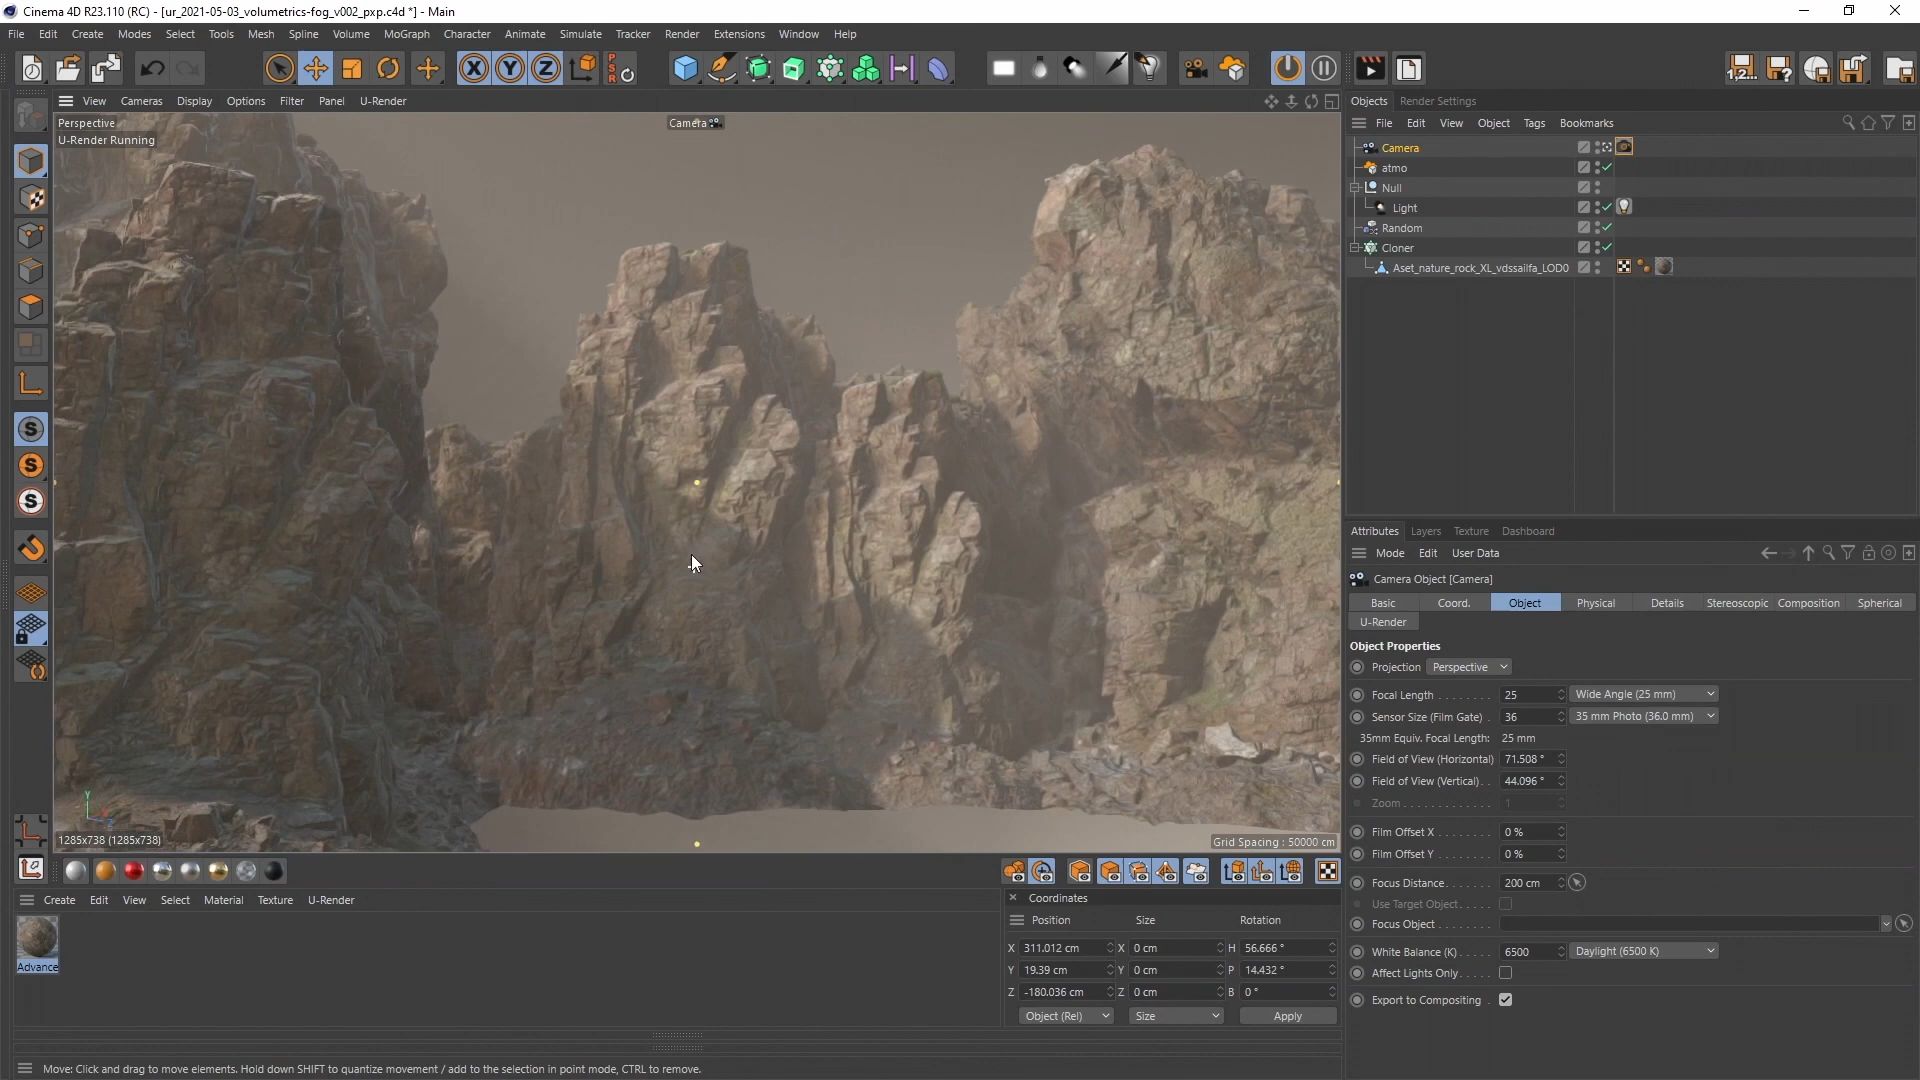 Cinema 4D R23.110 (RC) - [ur_2021-05-03_volumetrics-fog_v002_pxp.c4d *] - Main
File Edit Create Modes Select Tools Mesh Spline Volume MoGraph Character Animate Simulate Tracker Render Extensions Window Help
X Y Z PSR 1,2...
View Cameras Display Options Filter Panel U-Render
Objects Render Settings
Perspective Camera
U-Render Running
File Edit View Object Tags Bookmarks
Camera
atmo
Null
Light
Random
Cloner
Aset_nature_rock_XL_vdssailfa_LOD0
S
S
S
Attributes Layers Texture Dashboard
Mode Edit User Data
Camera Object [Camera]
Basic Coord. Object Physical Details Stereoscopic Composition Spherical
U-Render
Object Properties
Projection Perspective
Focal Length . . . . . . . . 25 Wide Angle (25 mm)
Sensor Size (Film Gate) . 36 35 mm Photo (36.0 mm)
35mm Equiv. Focal Length: 25 mm
Field of View (Horizontal) 71.508 °
Field of View (Vertical) . . 44.096 °
Zoom . . . . . . . . . . . . . 1
Film Offset X 0 %
Film Offset Y 0 %
Focus Distance . . . . . . 200 cm
Use Target Object . . . . .
Focus Object . . . . . . . .
White Balance (K) . . . . . 6500 Daylight (6500 K)
Affect Lights Only . . . . .
Export to Compositing .
Y
1285x738 (1285x738) Grid Spacing : 50000 cm
Create Edit View Select Material Texture U-Render
Advance
Coordinates
Position Size Rotation
X 311.012 cm X 0 cm H 56.666 °
Y 19.39 cm Y 0 cm P 14.432 °
Z -180.036 cm Z 0 cm B 0 °
Object (Rel) Size Apply
Move: Click and drag to move elements. Hold down SHIFT to quantize movement / add to the selection in point mode, CTRL to remove.